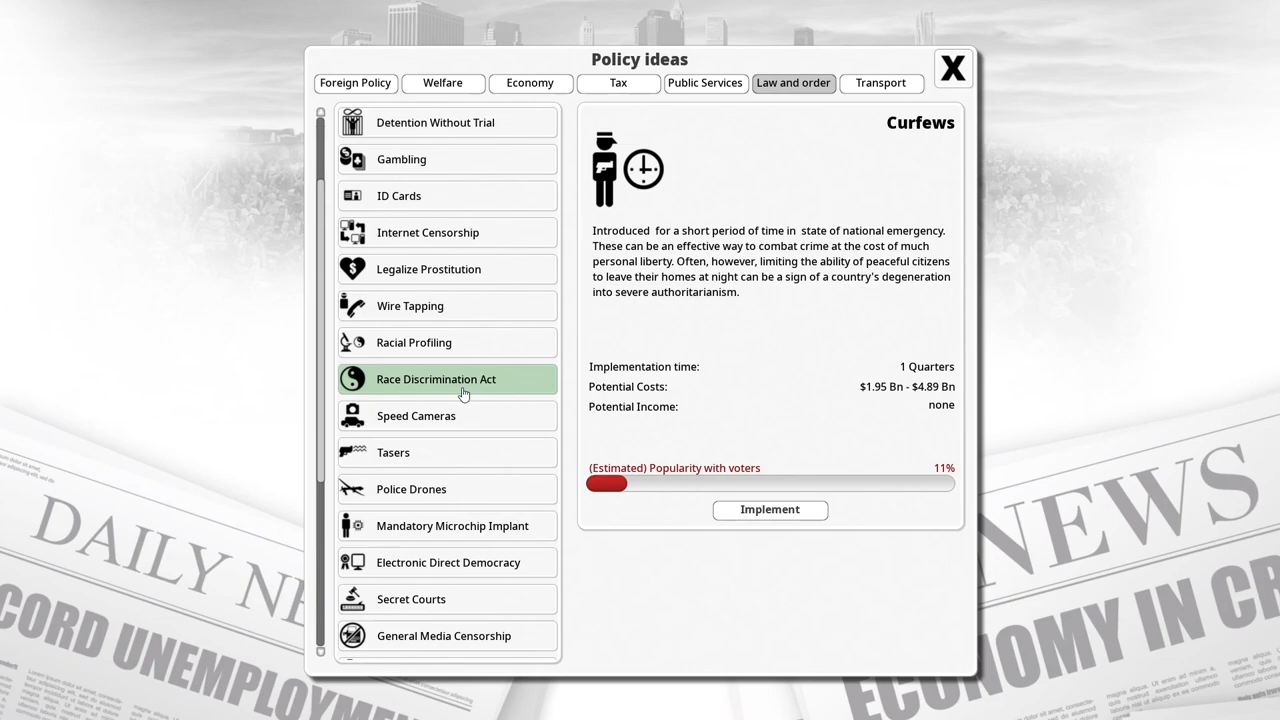 Policy ideas
X
Foreign Policy
Welfare
Economy
Tax
Public Services
Law and order
Transport
Detention Without Trial
Gambling
ID Cards
Internet Censorship
Legalize Prostitution
Wire Tapping
Racial Profiling
Race Discrimination Act
Speed Cameras
Tasers
Police Drones
Mandatory Microchip Implant
Electronic Direct Democracy
Secret Courts
General Media Censorship
Curfews
Introduced  for a short period of time in  state of national emergency.
These can be an effective way to combat crime at the cost of much
personal liberty. Often, however, limiting the ability of peaceful citizens
to leave their homes at night can be a sign of a country's degeneration
into severe authoritarianism.
Implementation time: 1 Quarters
Potential Costs: $1.95 Bn - $4.89 Bn
Potential Income: none
(Estimated) Popularity with voters 11%
Implement
DAILY NE
CORD UNEMPLOYM
NEWS
ECONOMY IN CR